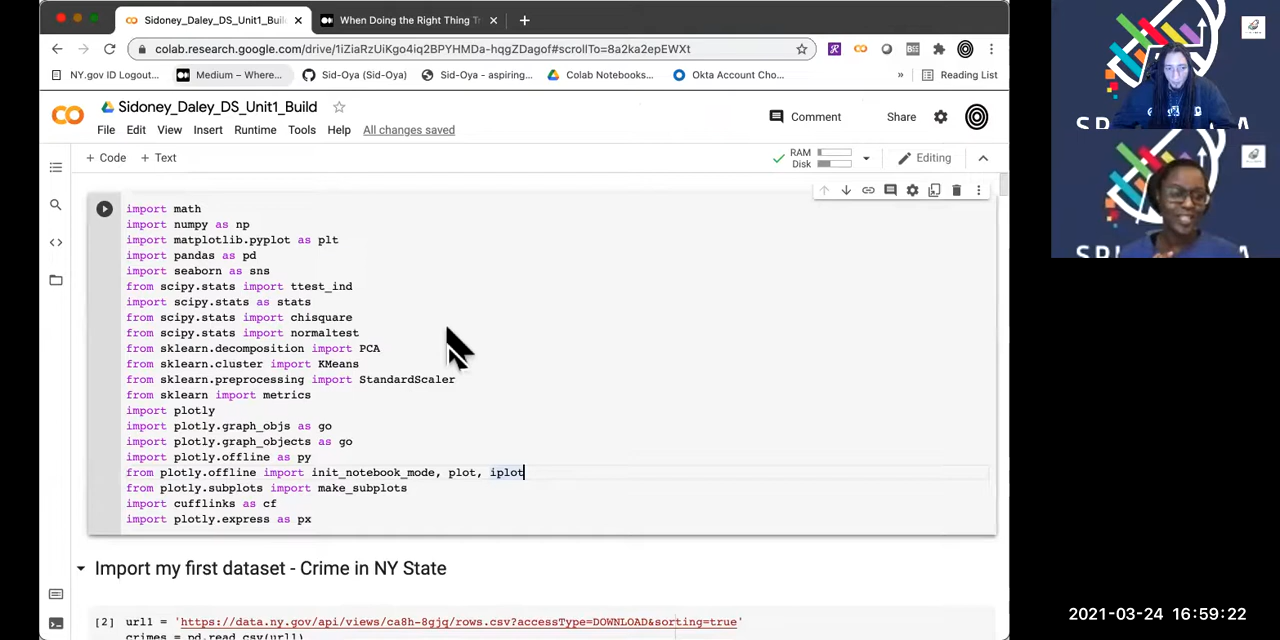 Sidoney_Daley_DS_Unit1_Buil
When Doing the Right Thing T
colab.research.google.com/drive/1iZiaRzUiKgo4iq2BPYHMDa-hqgZDagof#scrollTo=8a2ka2epEWXt
NY.gov ID Logout...
Medium – Where...
Sid-Oya (Sid-Oya)
Sid-Oya - aspiring...
Colab Notebooks...
Okta Account Cho...
»
Reading List
Sidoney_Daley_DS_Unit1_Build
Comment
Share
File Edit View Insert Runtime Tools Help All changes saved
+ Code + Text
RAM
Disk
Editing
import math
import numpy as np
import matplotlib.pyplot as plt
import pandas as pd
import seaborn as sns
from scipy.stats import ttest_ind
import scipy.stats as stats
from scipy.stats import chisquare
from scipy.stats import normaltest
from sklearn.decomposition import PCA
from sklearn.cluster import KMeans
from sklearn.preprocessing import StandardScaler
from sklearn import metrics
import plotly
import plotly.graph_objs as go
import plotly.graph_objects as go
import plotly.offline as py
from plotly.offline import init_notebook_mode, plot, iplot
from plotly.subplots import make_subplots
import cufflinks as cf
import plotly.express as px
Import my first dataset - Crime in NY State
[2] url1 = 'https://data.ny.gov/api/views/ca8h-8gjq/rows.csv?accessType=DOWNLOAD&sorting=true'
crimes = pd.read_csv(url1)
2021-03-24 16:59:22